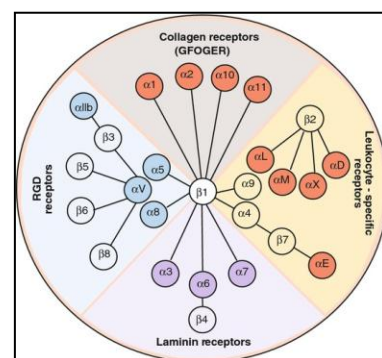 Collagen receptors
(GFOGER)
α1
α2
α10
α11
αIIb
β3
β5
αV
α5
β6
α8
β8
RGD
receptors
β1
β2
αL
αM
αX
αD
α9
α4
β7
αE
Leukocyte - specific
receptors
α3
α6
α7
β4
Laminin receptors